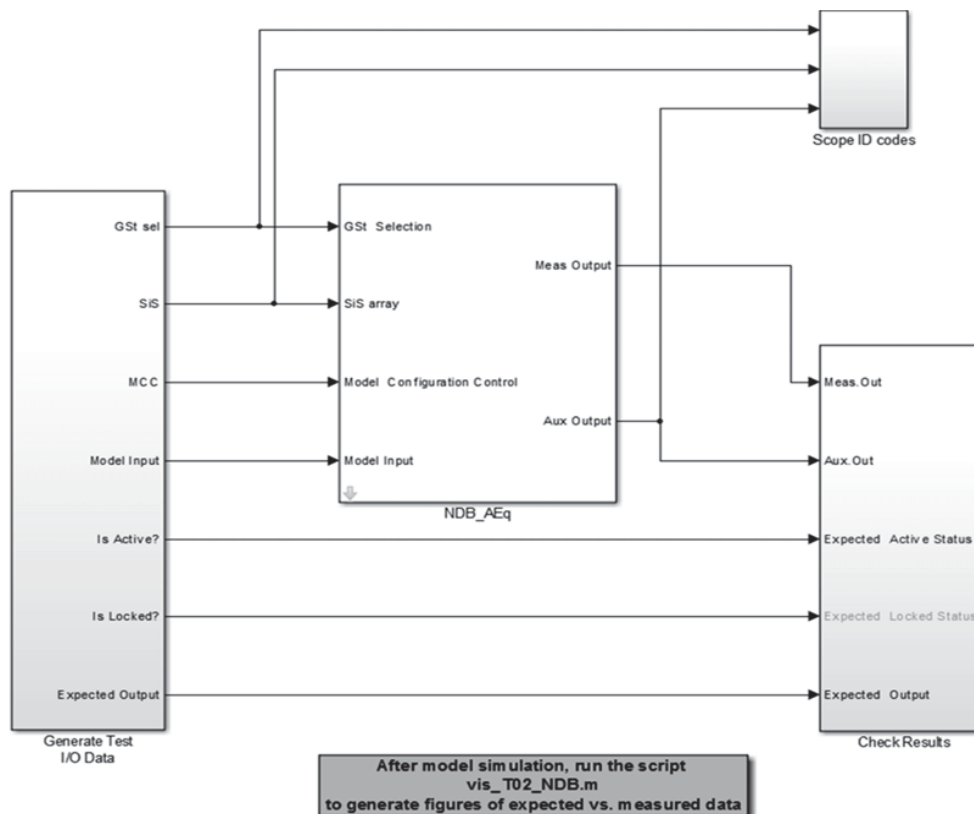 Scope ID codes
GSt sel
SiS
MCC
Model Input
Is Active?
Is Locked?
Expected Output
Generate Test
I/O Data
GSt Selection
SiS array
Model Configuration Control
Model Input
Meas Output
Aux Output
NDB_AEq
Meas.Out
Aux.Out
Expected Active Status
Expected Locked Status
Expected Output
Check Results
After model simulation, run the script
vis_T02_NDB.m
to generate figures of expected vs. measured data